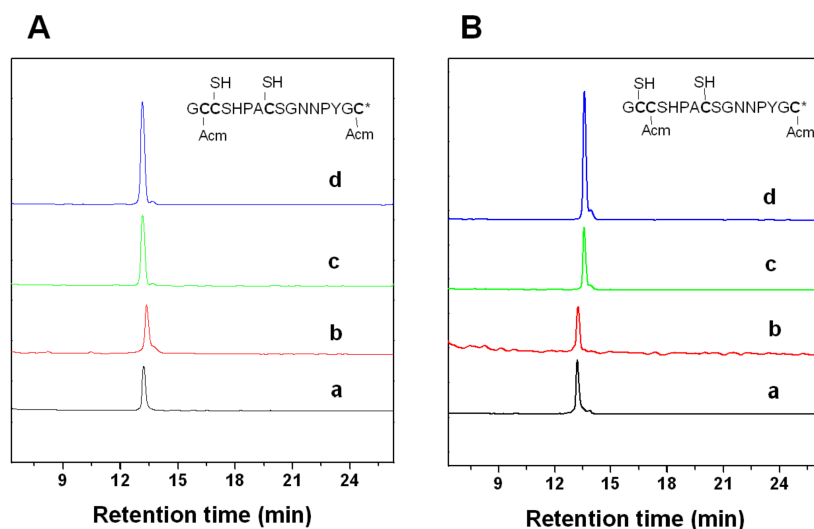 A
SH
SH
GCCSHPACSGNNPYGC*
Acm
Acm
d
c
b
a
9
12
15
18
21
24
Retention time (min)
B
SH
SH
GCCSHPACSGNNPYGC*
Acm
Acm
d
c
b
a
9
12
15
18
21
24
Retention time (min)